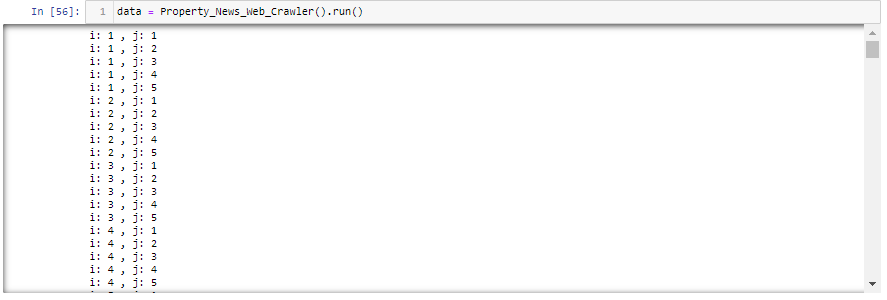 In [56]: 1 data = Property_News_Web_Crawler().run()
i: 1 , j: 1
i: 1 , j: 2
i: 1 , j: 3
i: 1 , j: 4
i: 1 , j: 5
i: 2 , j: 1
i: 2 , j: 2
i: 2 , j: 3
i: 2 , j: 4
i: 2 , j: 5
i: 3 , j: 1
i: 3 , j: 2
i: 3 , j: 3
i: 3 , j: 4
i: 3 , j: 5
i: 4 , j: 1
i: 4 , j: 2
i: 4 , j: 3
i: 4 , j: 4
i: 4 , j: 5